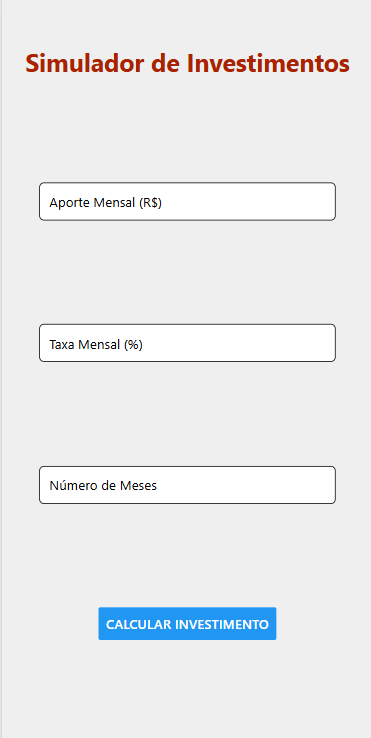 Simulador de Investimentos
Aporte Mensal (R$)
Taxa Mensal (%)
Número de Meses
CALCULAR INVESTIMENTO